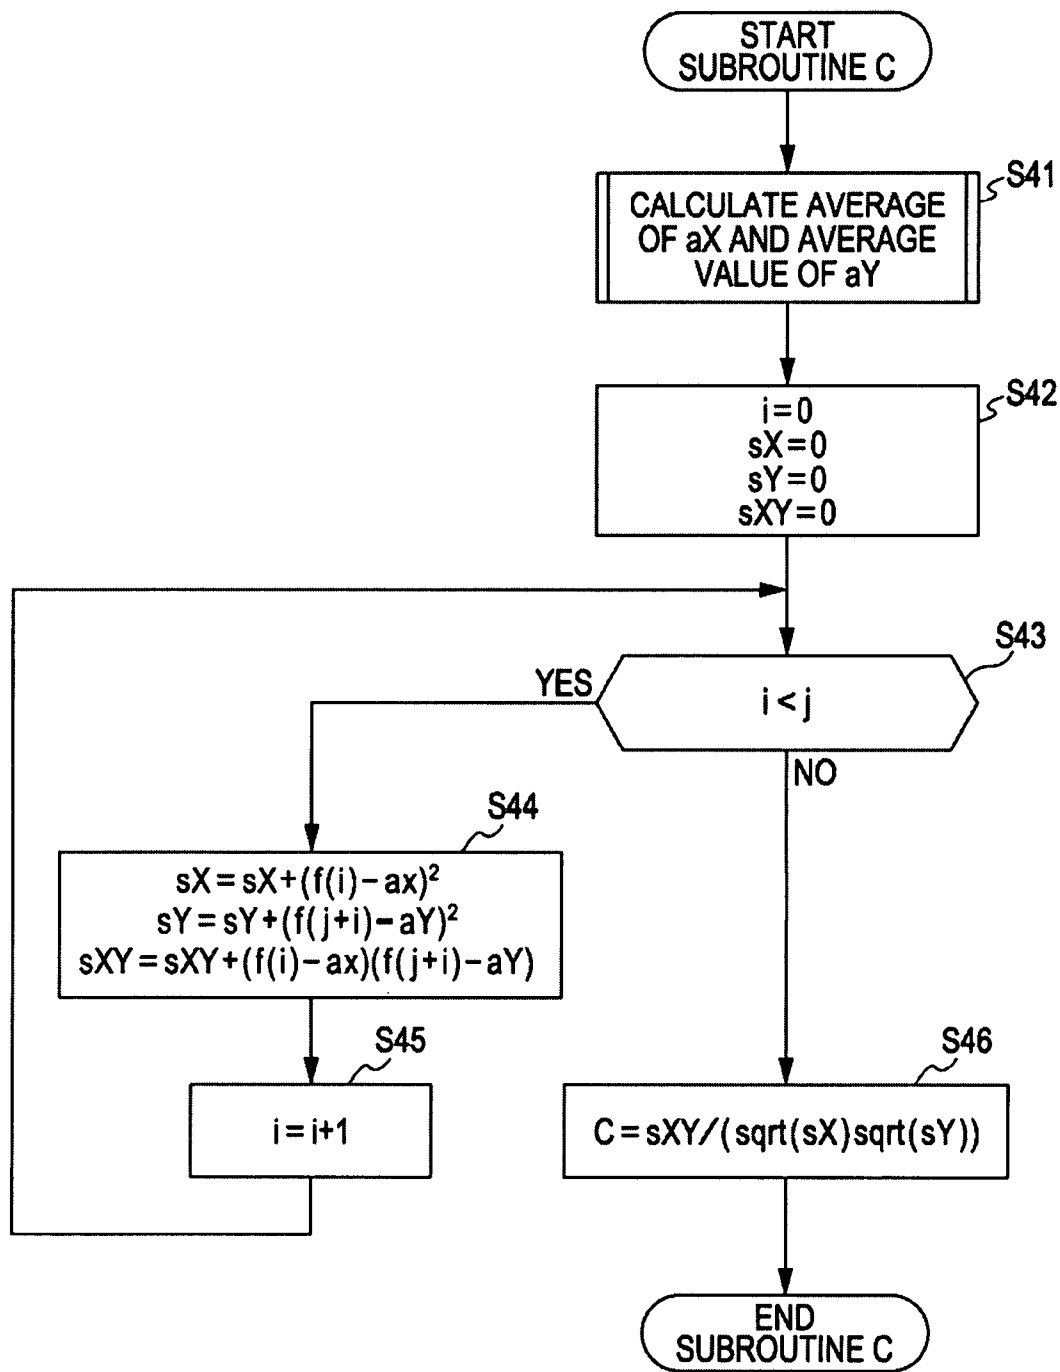 START
SUBROUTINE C
S41
CALCULATE AVERAGE
OF aX AND AVERAGE
VALUE OF aY
S42
i=0
sX=0
sY=0
sXY=0
S43
YES
i<j
NO
S44
sX=sX+(f(i)-ax)²
sY=sY+(f(j+i)-aY)²
sXY=sXY+(f(i)-ax)(f(j+i)-aY)
S45
i=i+1
S46
C=sXY/(sqrt(sX)sqrt(sY))
END
SUBROUTINE C